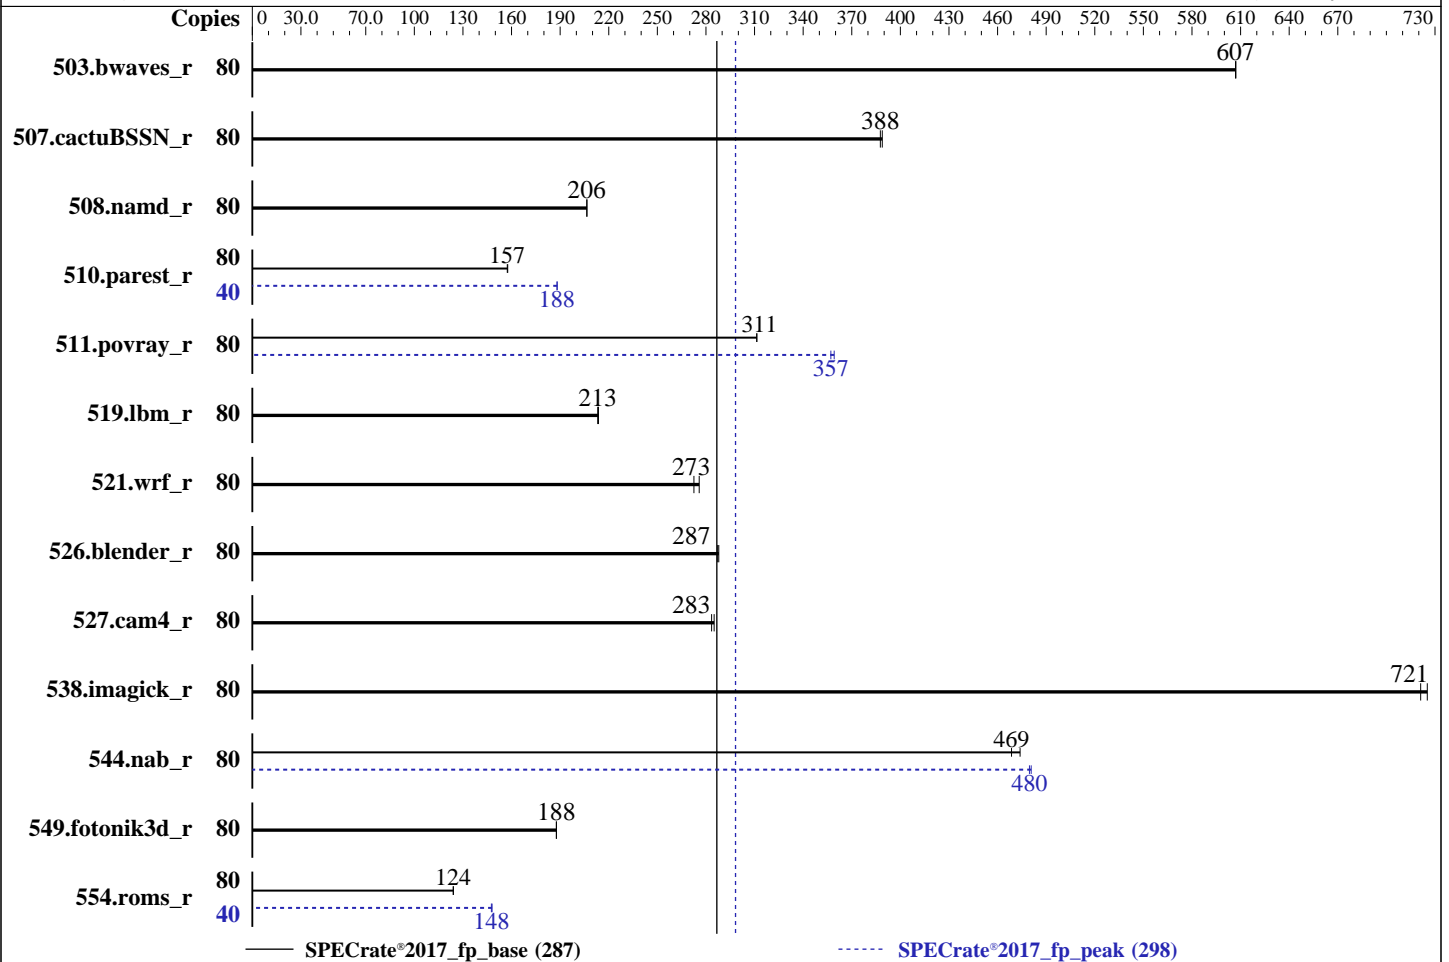 Copies 0 30.0 70.0 100 130 160 190 220 250 280 310 340 370 400 430 460 490 520 550 580 610 640 670 730
503.bwaves_r 80 607
507.cactuBSSN_r 80 388
508.namd_r 80 206
510.parest_r 80 157
40 188
511.povray_r 80 311
357
519.lbm_r 80 213
521.wrf_r 80 273
526.blender_r 80 287
527.cam4_r 80 283
538.imagick_r 80 721
544.nab_r 80 469
480
549.fotonik3d_r 80 188
554.roms_r 80 124
40 148
SPECrate®2017_fp_base (287) SPECrate®2017_fp_peak (298)